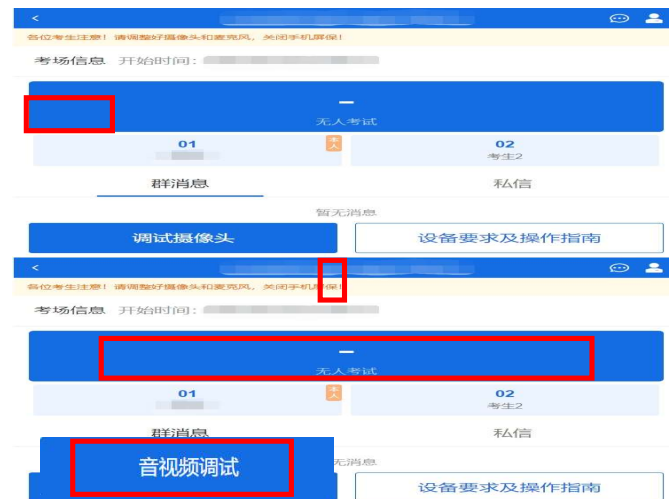 各位考生注意！请调整好摄像头和麦克风，关闭手机屏保！
考场信息 开始时间：
无人考试
01 本人 02
考生2
群消息 私信
暂无消息
调试摄像头 设备要求及操作指南
各位考生注意！请调整好摄像头和麦克风，关闭手机屏保！
考场信息 开始时间：
无人考试
01 本人 02
考生2
群消息 私信
无消息
音视频调试
设备要求及操作指南